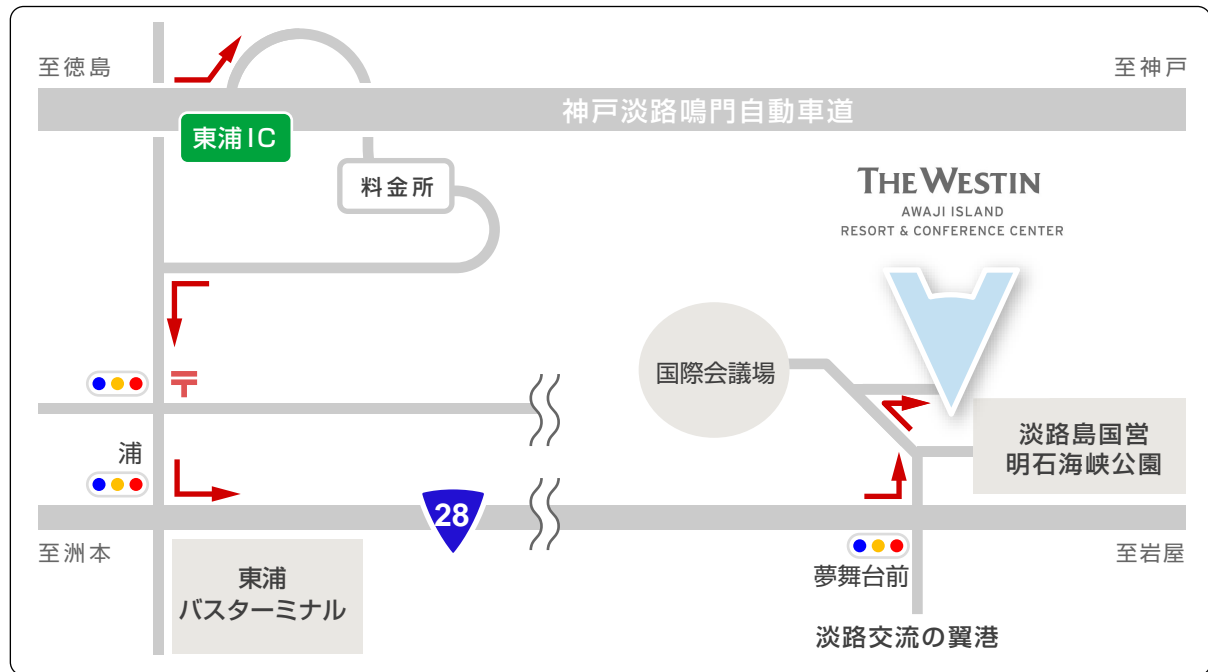 至徳島
至神戸
神戸淡路鳴門自動車道
東浦IC
料金所
THE WESTIN
AWAJI ISLAND
RESORT & CONFERENCE CENTER
国際会議場
淡路島国営
明石海峡公園
浦
28
至洲本
至岩屋
東浦
バスターミナル
夢舞台前
淡路交流の翼港